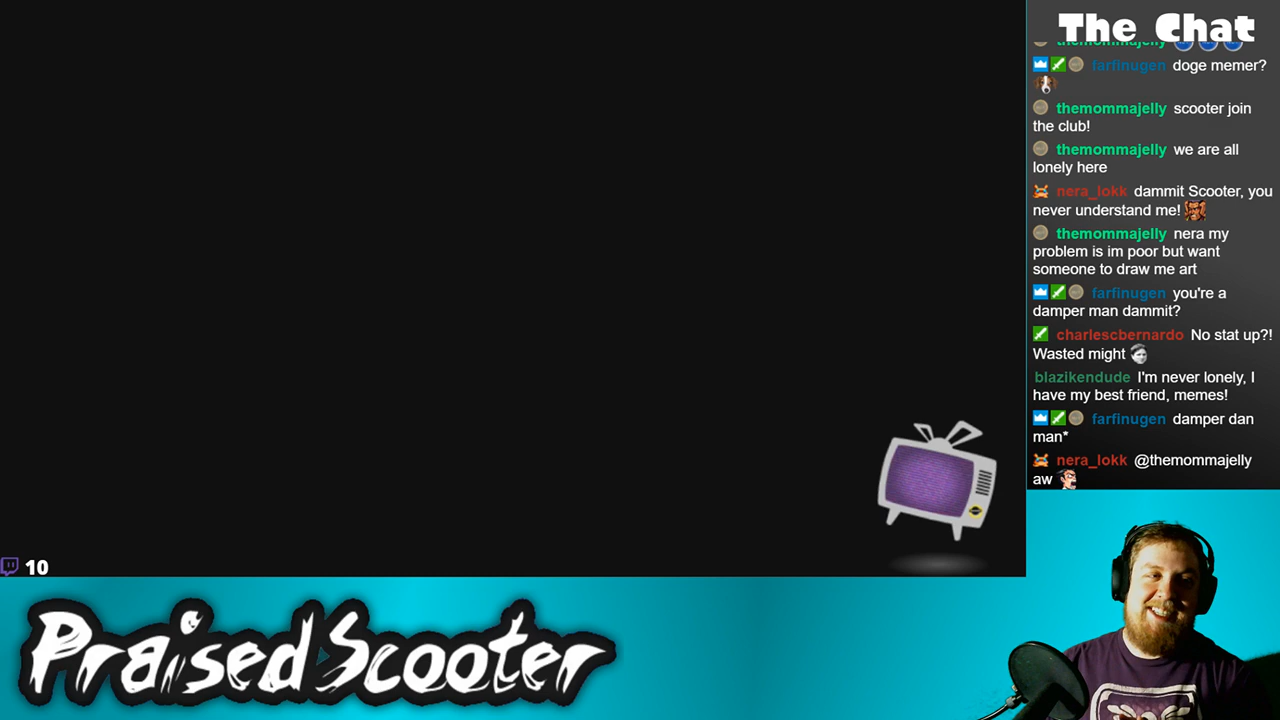 The Chat
themommajelly
farfinugen doge memer?
themommajelly scooter join
the club!
themommajelly we are all
lonely here
nera_lokk dammit Scooter, you
never understand me!
themommajelly nera my
problem is im poor but want
someone to draw me art
farfinugen you're a
damper man dammit?
charlescbernardo No stat up?!
Wasted might
blazikendude I'm never lonely, I
have my best friend, memes!
farfinugen damper dan
man*
nera_lokk @themommajelly
aw
10
PraisedScooter